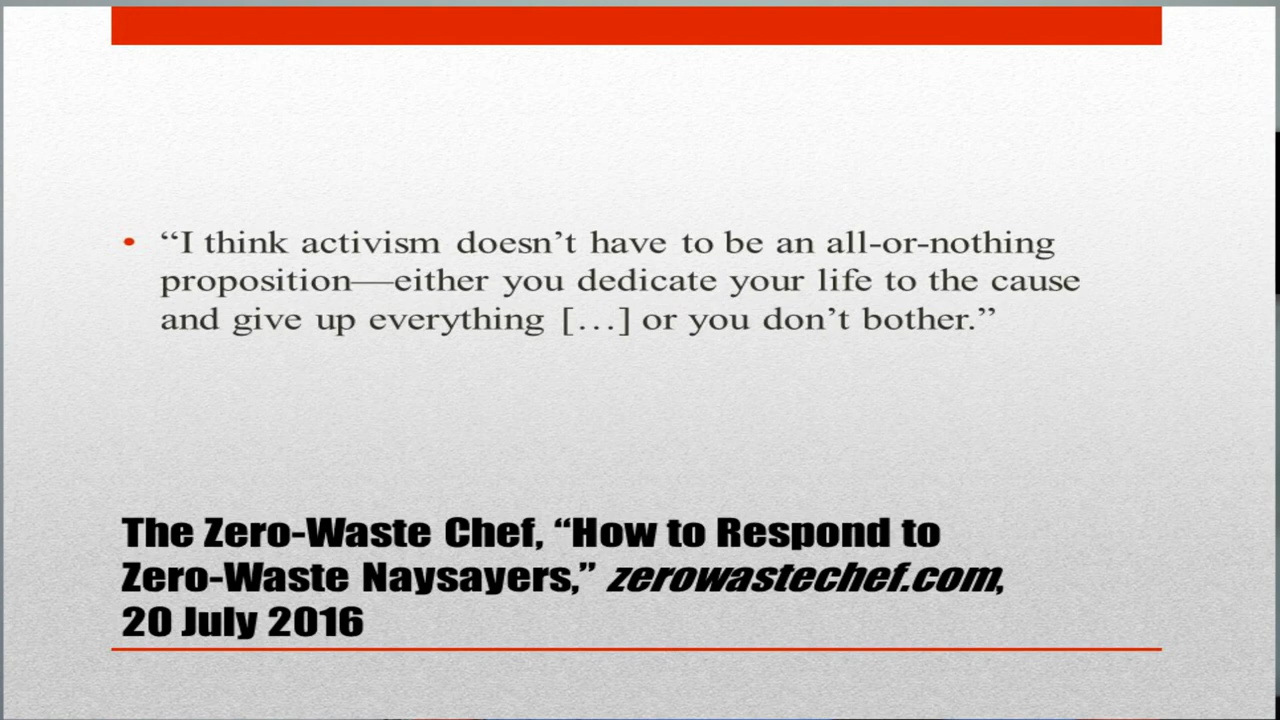 • “I think activism doesn’t have to be an all-or-nothing
proposition—either you dedicate your life to the cause
and give up everything […] or you don’t bother.”
The Zero-Waste Chef, “How to Respond to
Zero-Waste Naysayers,” zerowastechef.com,
20 July 2016